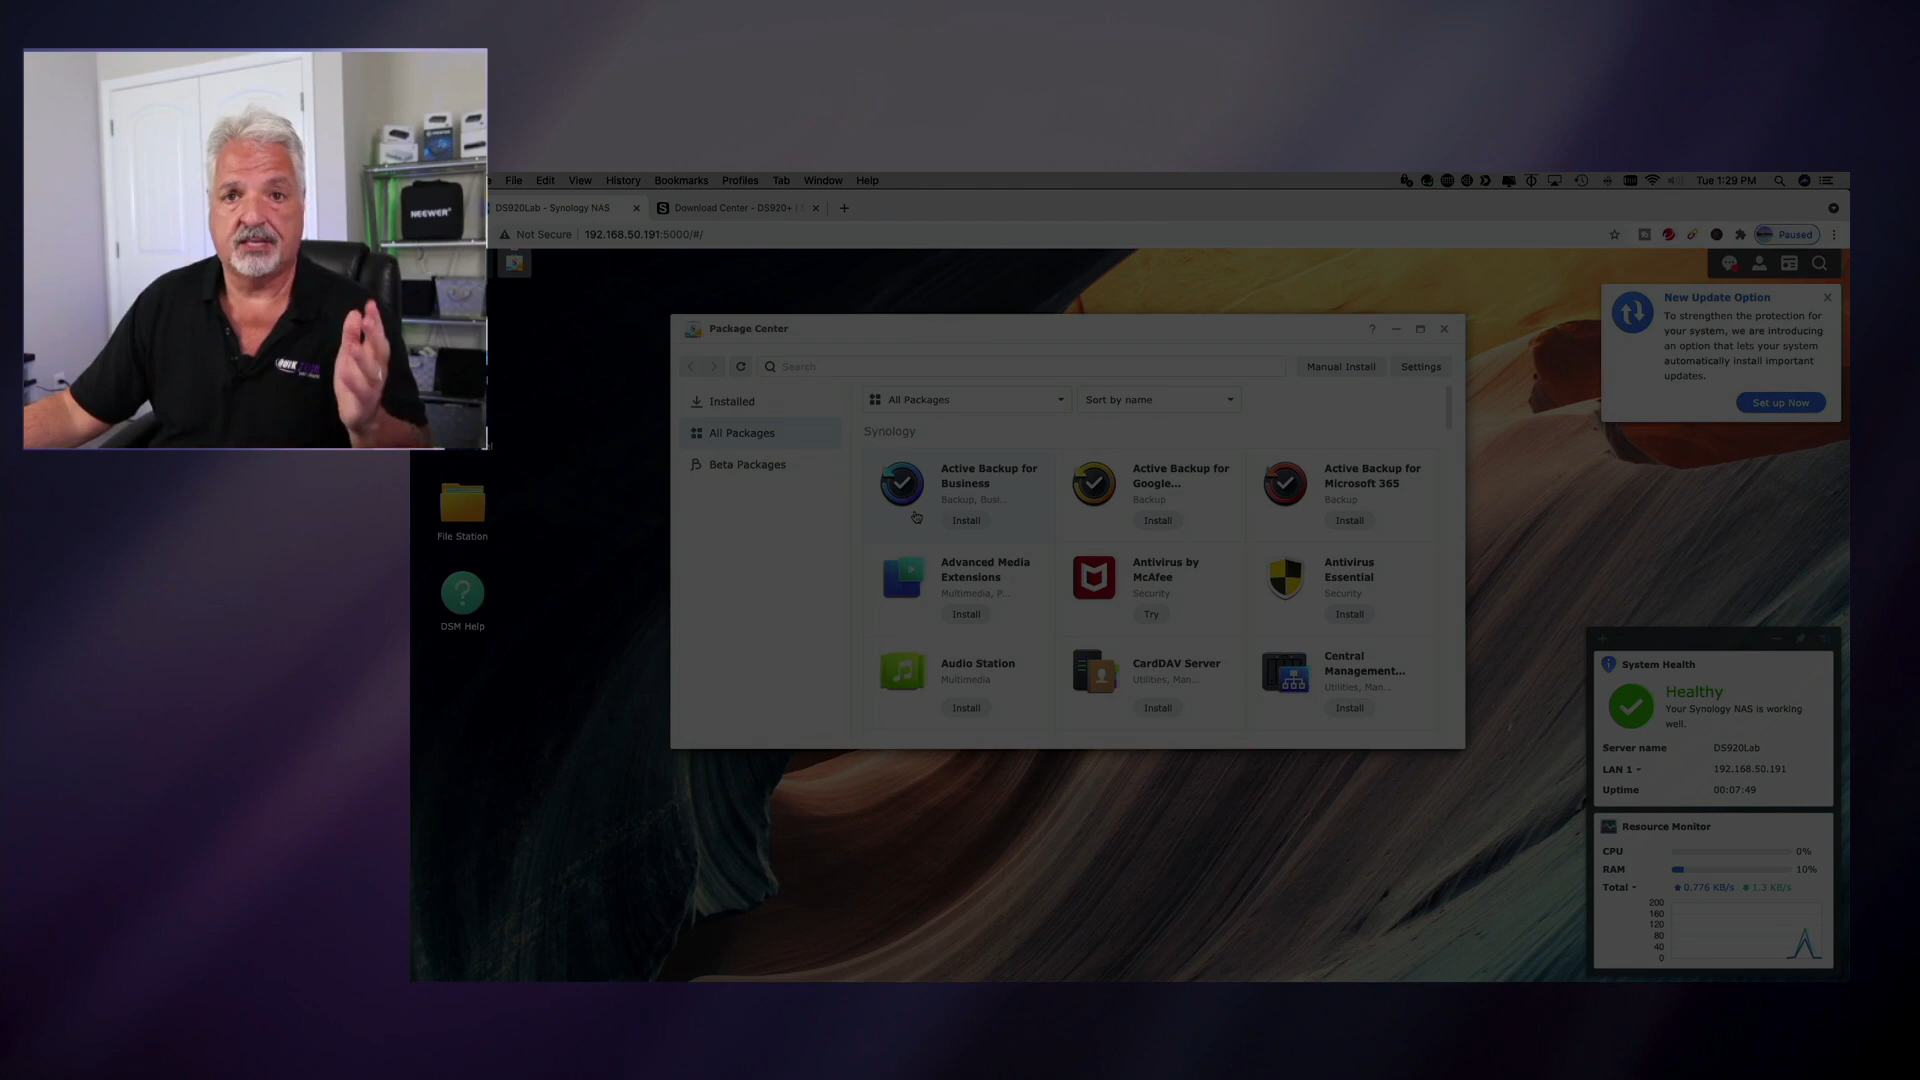 NEEWER
File Edit View History Bookmarks Profiles Tab Window Help
Tue 1:29 PM
DS920Lab - Synology NAS
Download Center - DS920+ |
Not Secure
192.168.50.191:5000/#/
Paused
File Station
DSM Help
Package Center
Search
Manual Install
Settings
Installed
All Packages
Beta Packages
All Packages
Sort by name
Synology
Active Backup for
Business
Backup, Busi...
Install
Active Backup for
Google...
Backup
Install
Active Backup for
Microsoft 365
Backup
Install
Advanced Media
Extensions
Multimedia, P...
Install
Antivirus by
McAfee
Security
Try
Antivirus
Essential
Security
Install
Audio Station
Multimedia
Install
CardDAV Server
Utilities, Man...
Install
Central
Management...
Utilities, Man...
Install
New Update Option
To strengthen the protection for
your system, we are introducing
an option that lets your system
automatically install important
updates.
Set up Now
System Health
Healthy
Your Synology NAS is working
well.
Server name DS920Lab
LAN 1 192.168.50.191
Uptime 00:07:49
Resource Monitor
CPU 0%
RAM 10%
Total 0.776 KB/s 1.3 KB/s
200
160
120
80
40
0